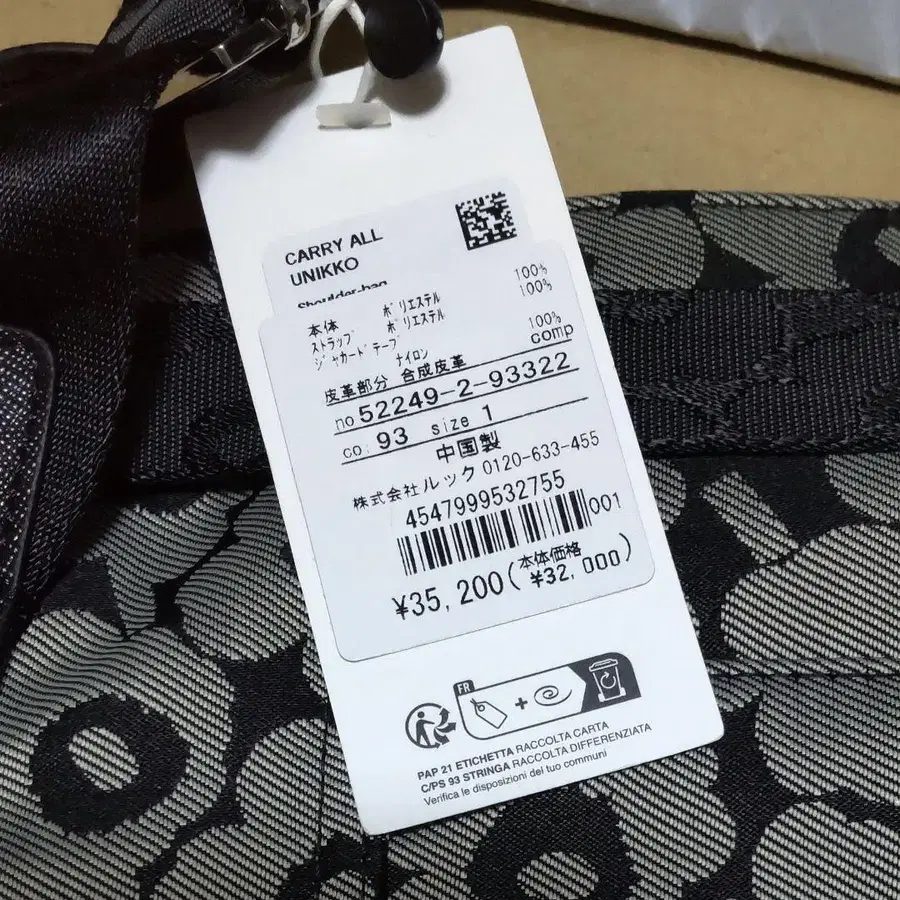 CARRY ALL
UNIKKO
Shoulder-bag
本体 ポリエステル 100%
ストラップ ポリエステル 100%
ジャカードテープ ナイロン 100%
皮革部分 合成皮革 comp
no 52249-2-93322
co: 93 size 1
中国製
株式会社ルック 0120-633-455
4547999532755
001
¥35,200(本体価格 ¥32,000)
FR
PAP 21 ETICHETTA RACCOLTA CARTA
C/PS 93 STRINGA RACCOLTA DIFFERENZIATA
Verifica le disposizioni del tuo comune